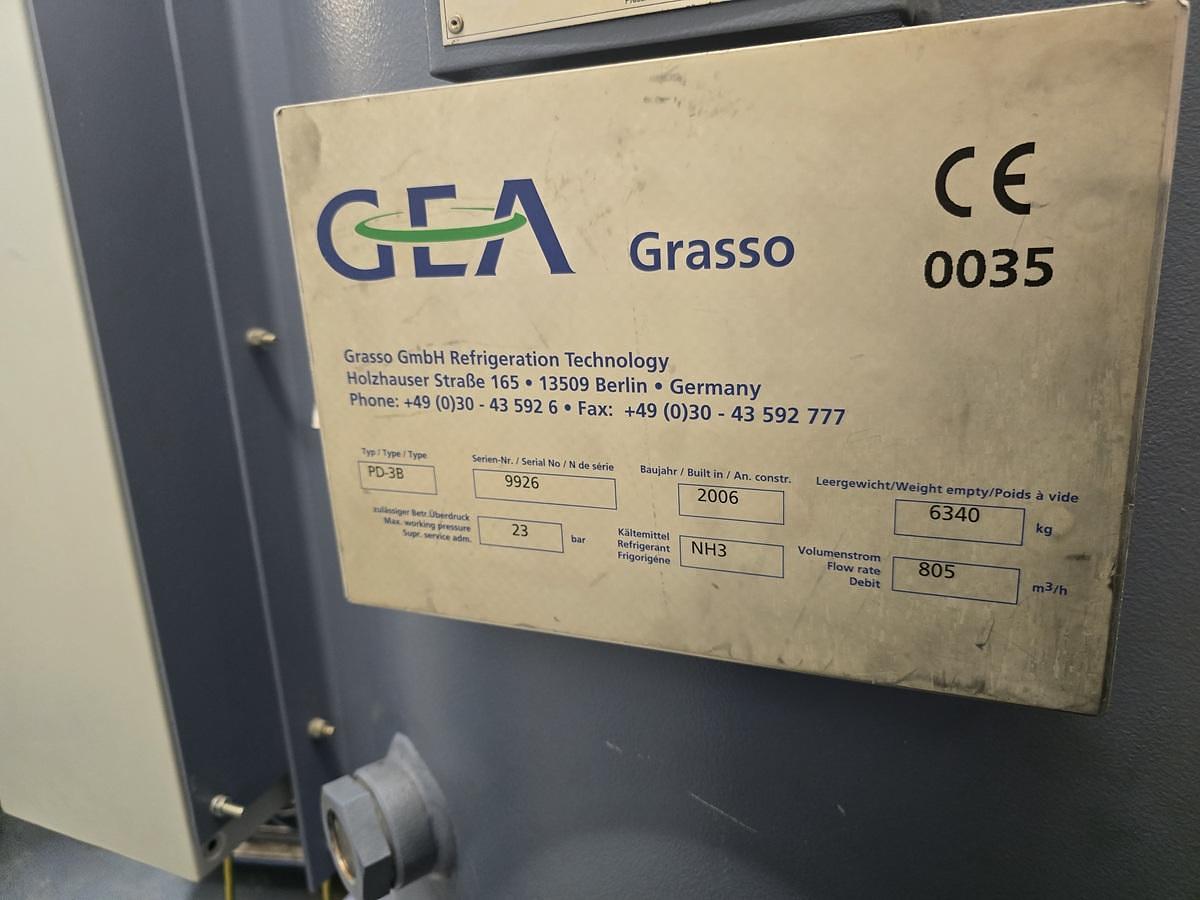 GEA Grasso
CE
0035
Grasso GmbH Refrigeration Technology
Holzhauser Straße 165 • 13509 Berlin • Germany
Phone: +49 (0)30 - 43 592 6 • Fax: +49 (0)30 - 43 592 777
Typ / Type / Type
PD-3B
Serien-Nr. / Serial No / N de série
9926
Baujahr / Built in / An. constr.
2006
Leergewicht/Weight empty/Poids à vide
6340 kg
zulässiger Betr.Überdruck
Max. working pressure
Supr. service adm.
23 bar
Kältemittel
Refrigerant
Frigorigéne
NH3
Volumenstrom
Flow rate
Debit
805 m³/h